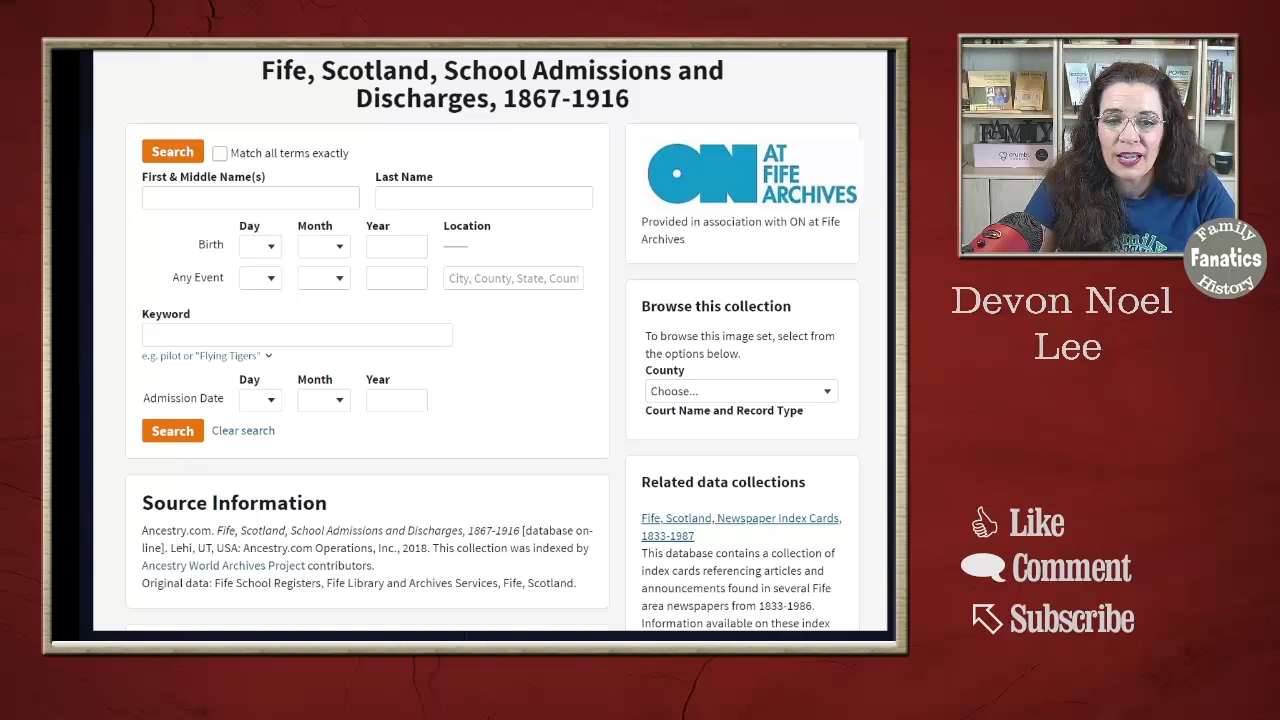 Fife, Scotland, School Admissions and
Discharges, 1867-1916
Search
Match all terms exactly
First & Middle Name(s)
Last Name
Day
Month
Year
Location
Birth
Any Event
City, County, State, Coun
Keyword
e.g. pilot or "Flying Tigers"
Day
Month
Year
Admission Date
Search
Clear search
Source Information
Ancestry.com. Fife, Scotland, School Admissions and Discharges, 1867-1916 [database on-
line]. Lehi, UT, USA: Ancestry.com Operations, Inc., 2018. This collection was indexed by
Ancestry World Archives Project contributors.
Original data: Fife School Registers, Fife Library and Archives Services, Fife, Scotland.
ON AT
FIFE
ARCHIVES
Provided in association with ON at Fife
Archives
Browse this collection
To browse this image set, select from
the options below.
County
Choose...
Court Name and Record Type
Related data collections
Fife, Scotland, Newspaper Index Cards,
1833-1987
This database contains a collection of
index cards referencing articles and
announcements found in several Fife
area newspapers from 1833-1986.
Information available on these index
FAMILY
Family
Fanatics
History
Devon Noel
Lee
Like
Comment
Subscribe